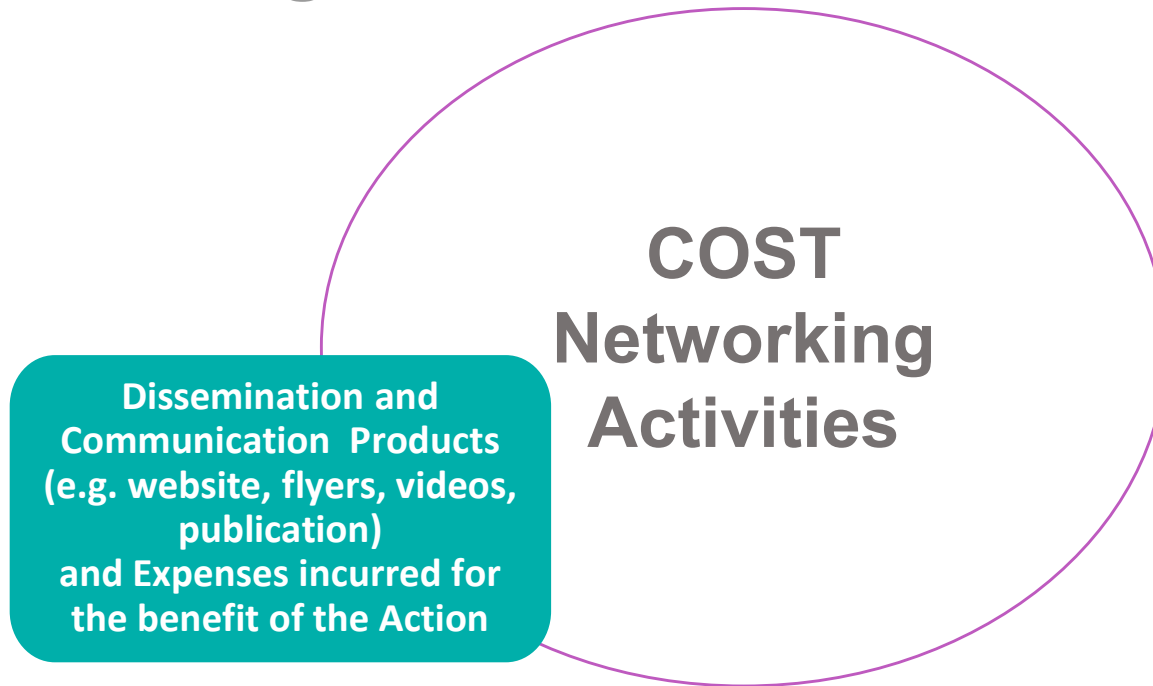 COST
Networking
Activities
Dissemination and
Communication  Products
(e.g. website, flyers, videos,
publication)
and Expenses incurred for
the benefit of the Action